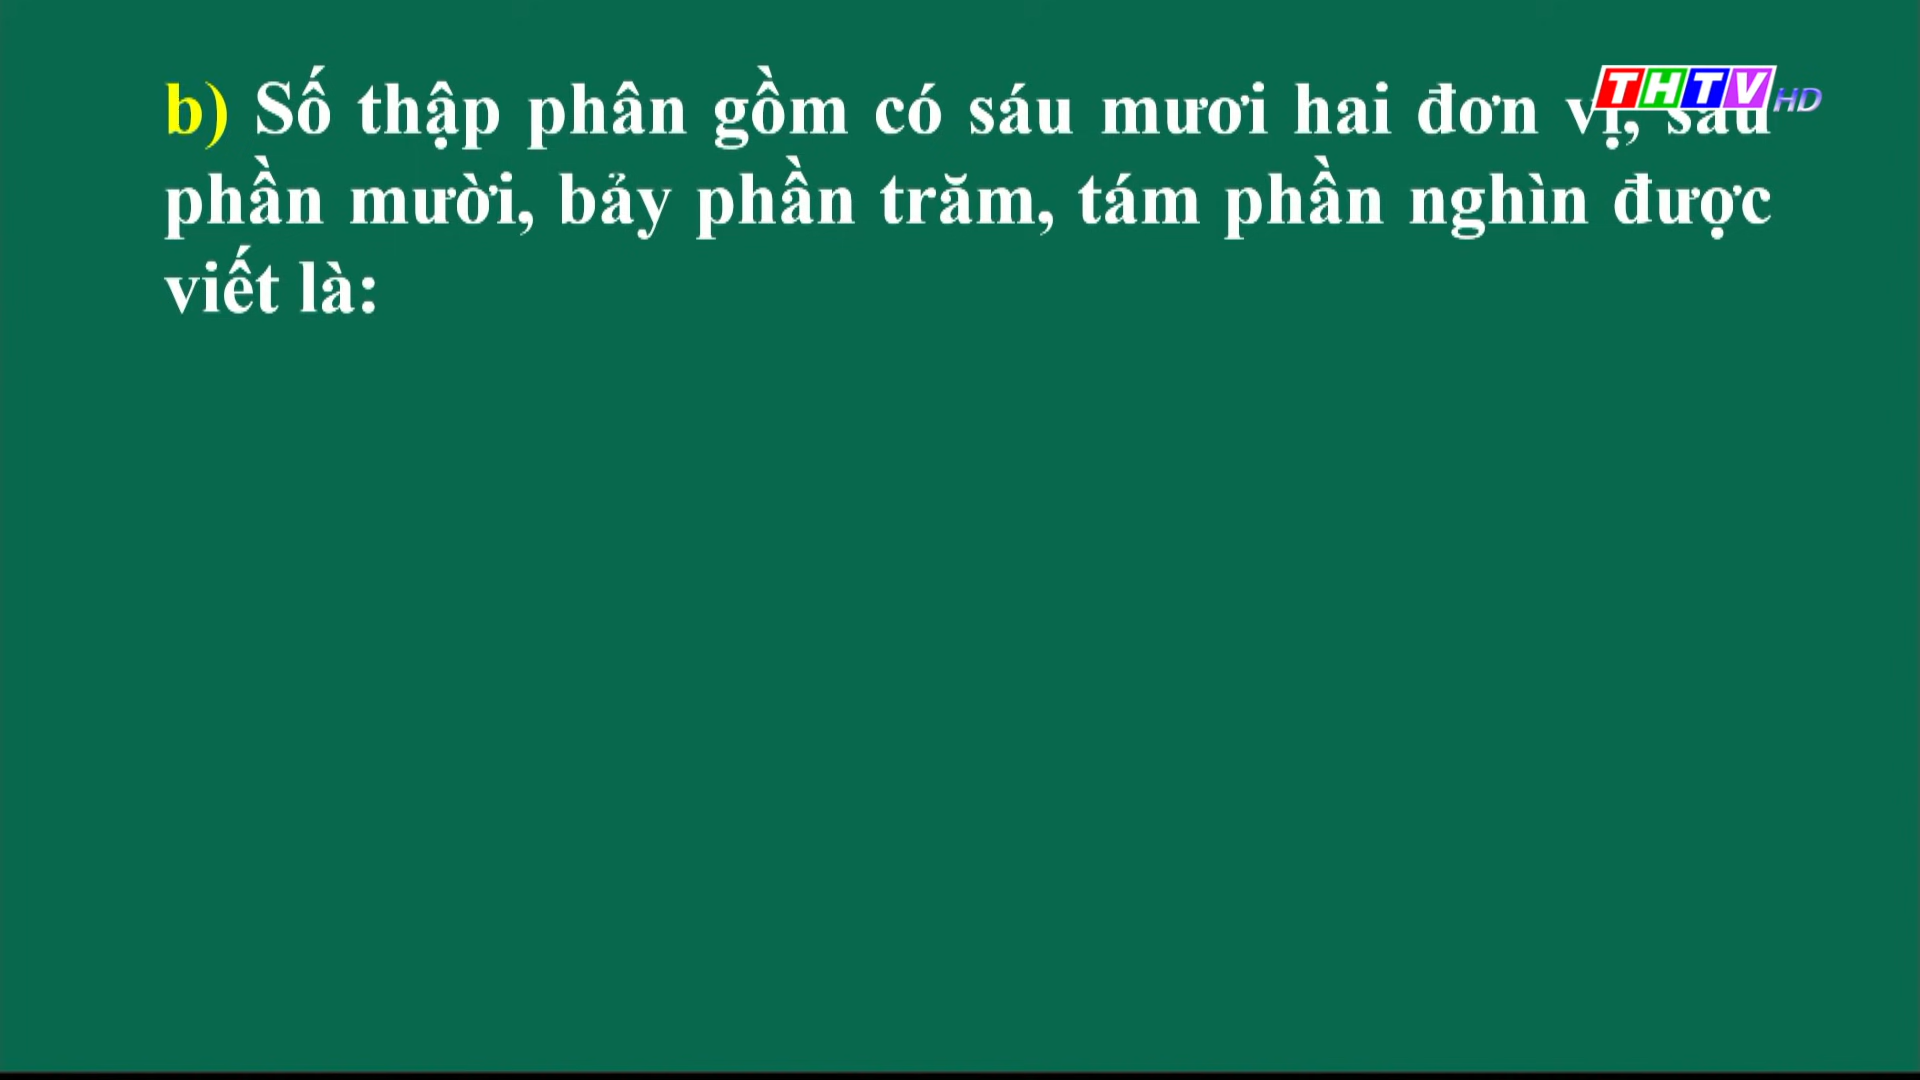 b) Số thập phân gồm có sáu mươi hai đơn vị, sáu
phần mười, bảy phần trăm, tám phần nghìn được
viết là:
THTV HD